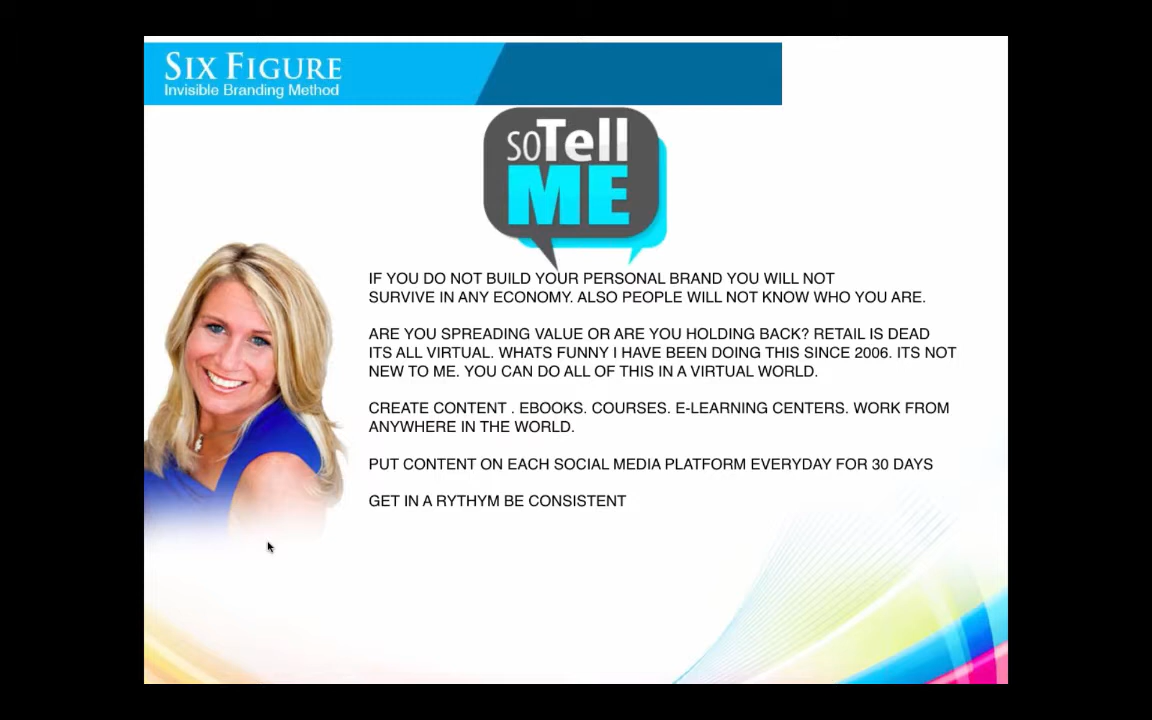 SIX FIGURE
Invisible Branding Method
soTell
ME
IF YOU DO NOT BUILD YOUR PERSONAL BRAND YOU WILL NOT
SURVIVE IN ANY ECONOMY. ALSO PEOPLE WILL NOT KNOW WHO YOU ARE.
ARE YOU SPREADING VALUE OR ARE YOU HOLDING BACK? RETAIL IS DEAD
ITS ALL VIRTUAL. WHATS FUNNY I HAVE BEEN DOING THIS SINCE 2006. ITS NOT
NEW TO ME. YOU CAN DO ALL OF THIS IN A VIRTUAL WORLD.
CREATE CONTENT . EBOOKS. COURSES. E-LEARNING CENTERS. WORK FROM
ANYWHERE IN THE WORLD.
PUT CONTENT ON EACH SOCIAL MEDIA PLATFORM EVERYDAY FOR 30 DAYS
GET IN A RYTHYM BE CONSISTENT